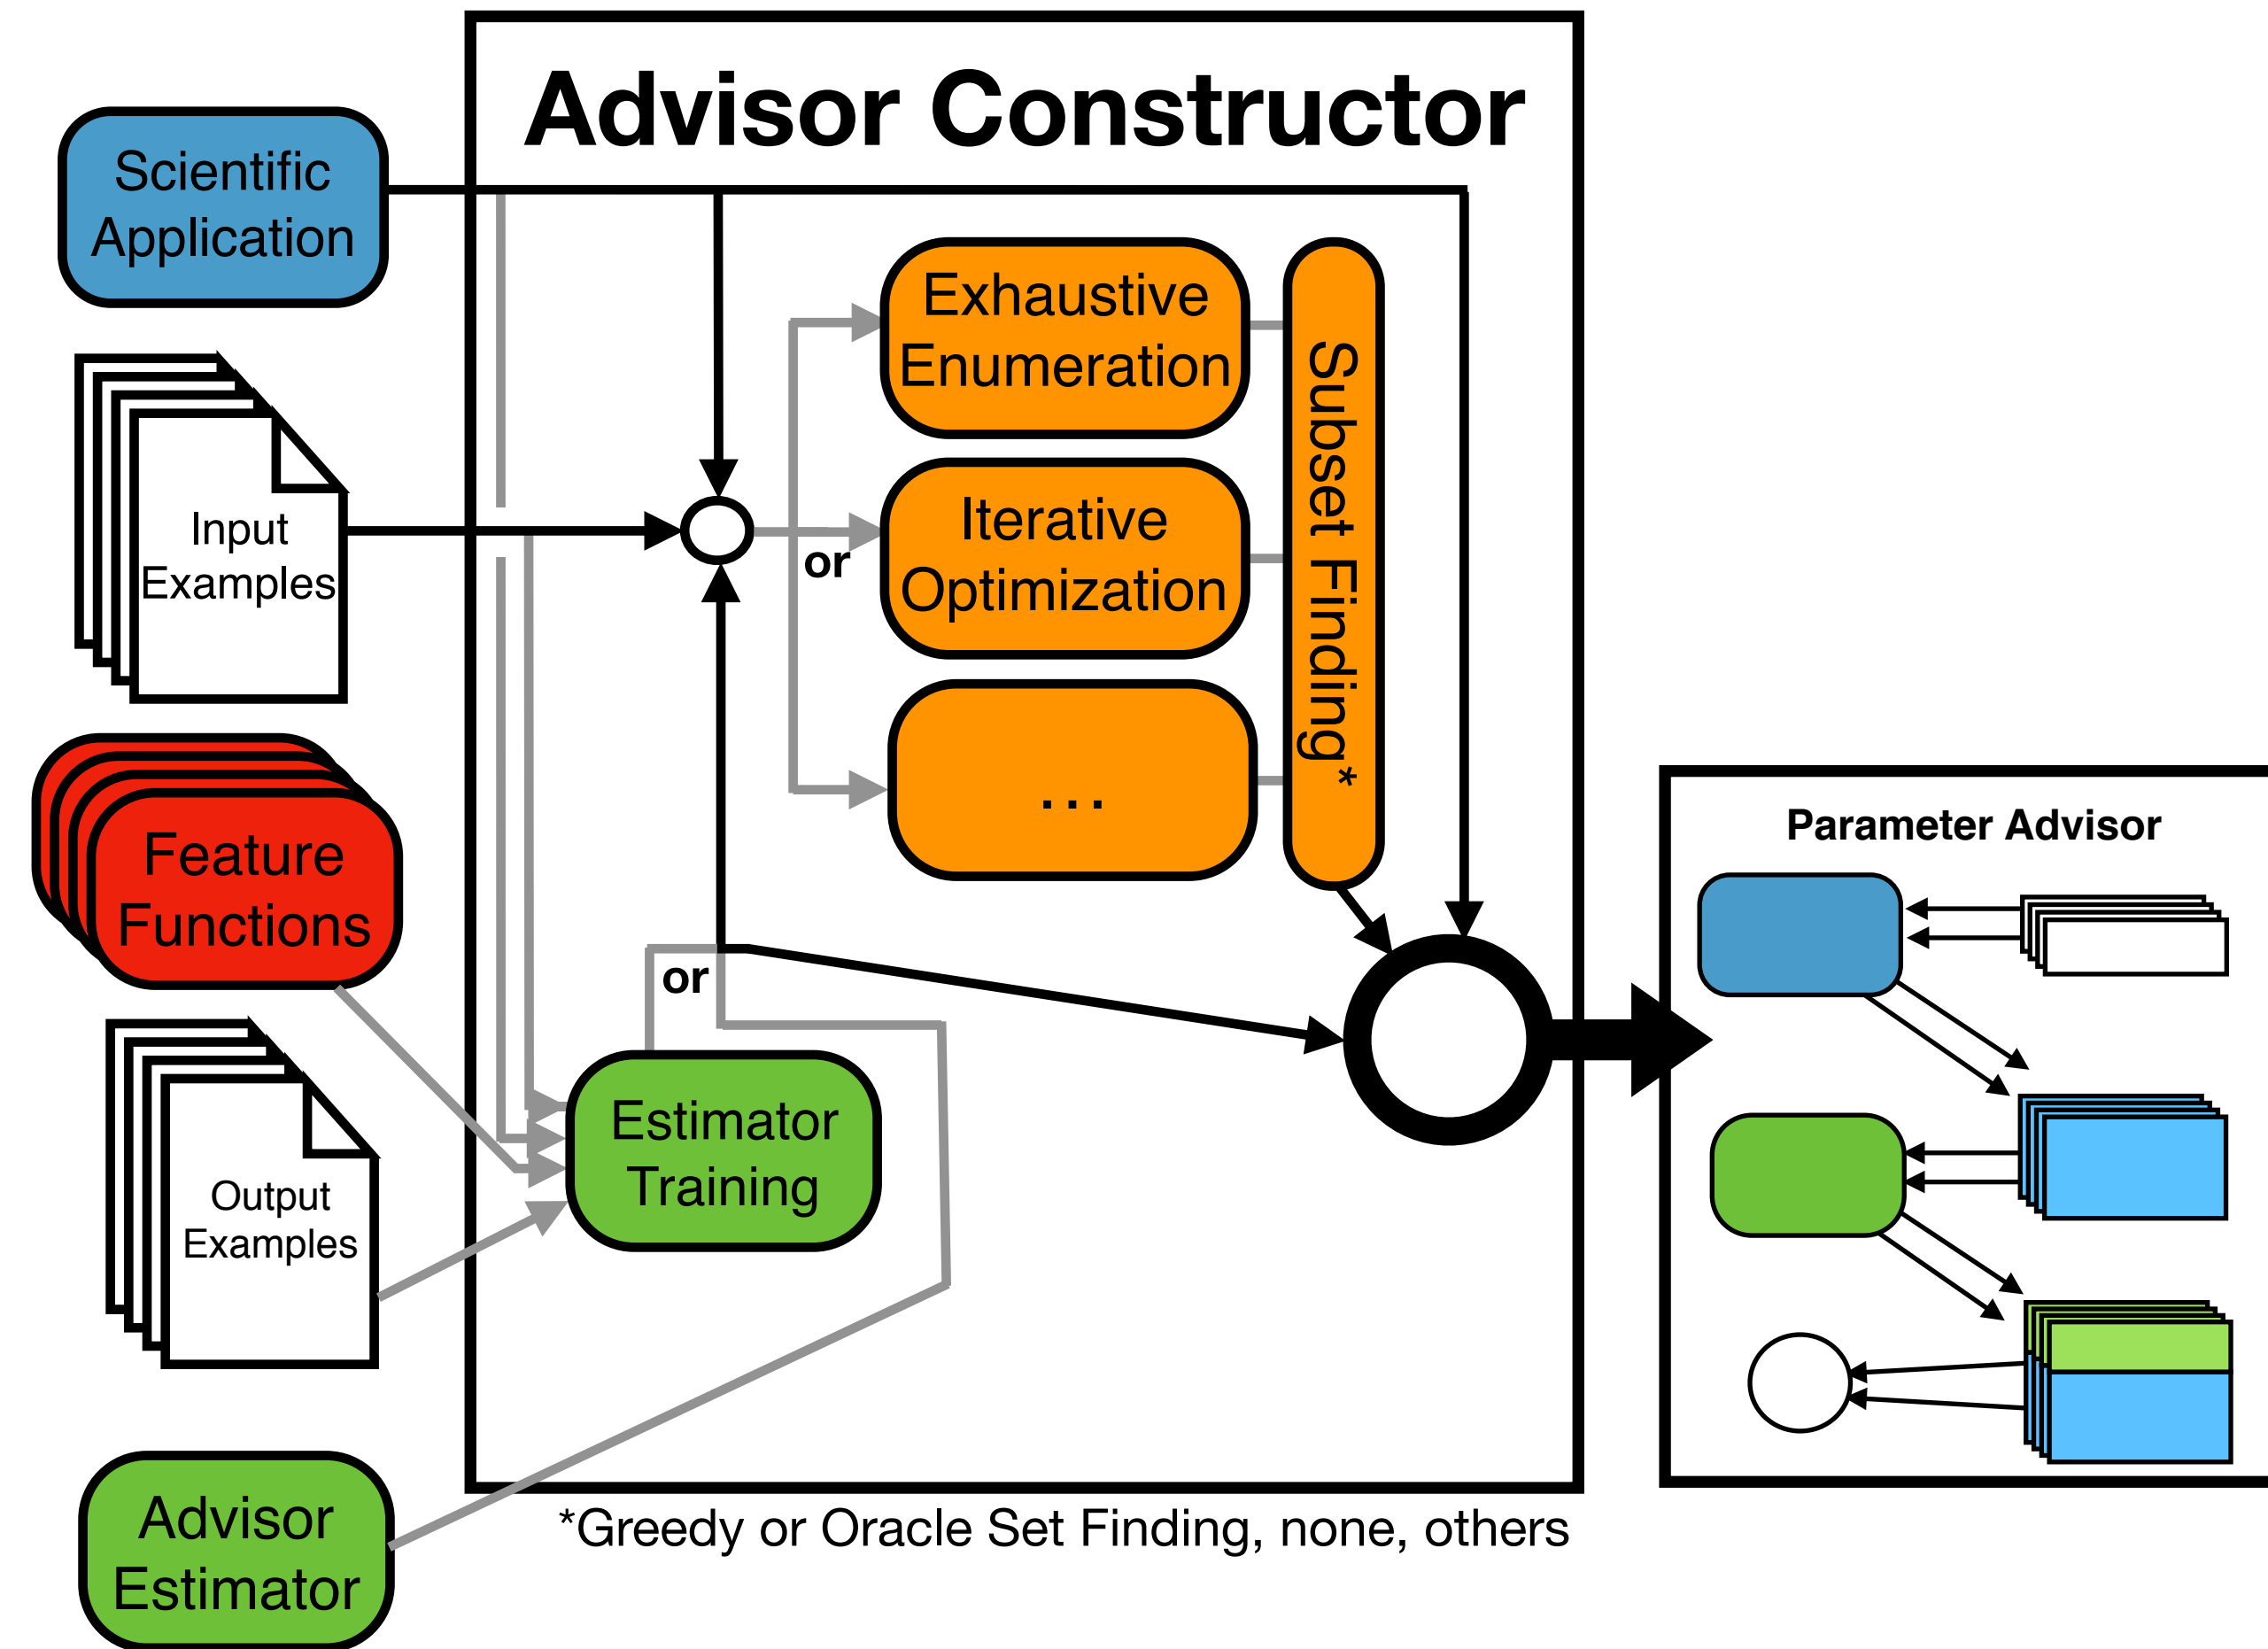 Advisor Constructor
Scientific
Application
Exhaustive
Enumeration
Input
Examples
or
Iterative
Optimization
Subset Finding*
...
Feature
Functions
Parameter Advisor
or
Estimator
Training
Output
Examples
Advisor
Estimator
*Greedy or Oracle Set Finding, none, others